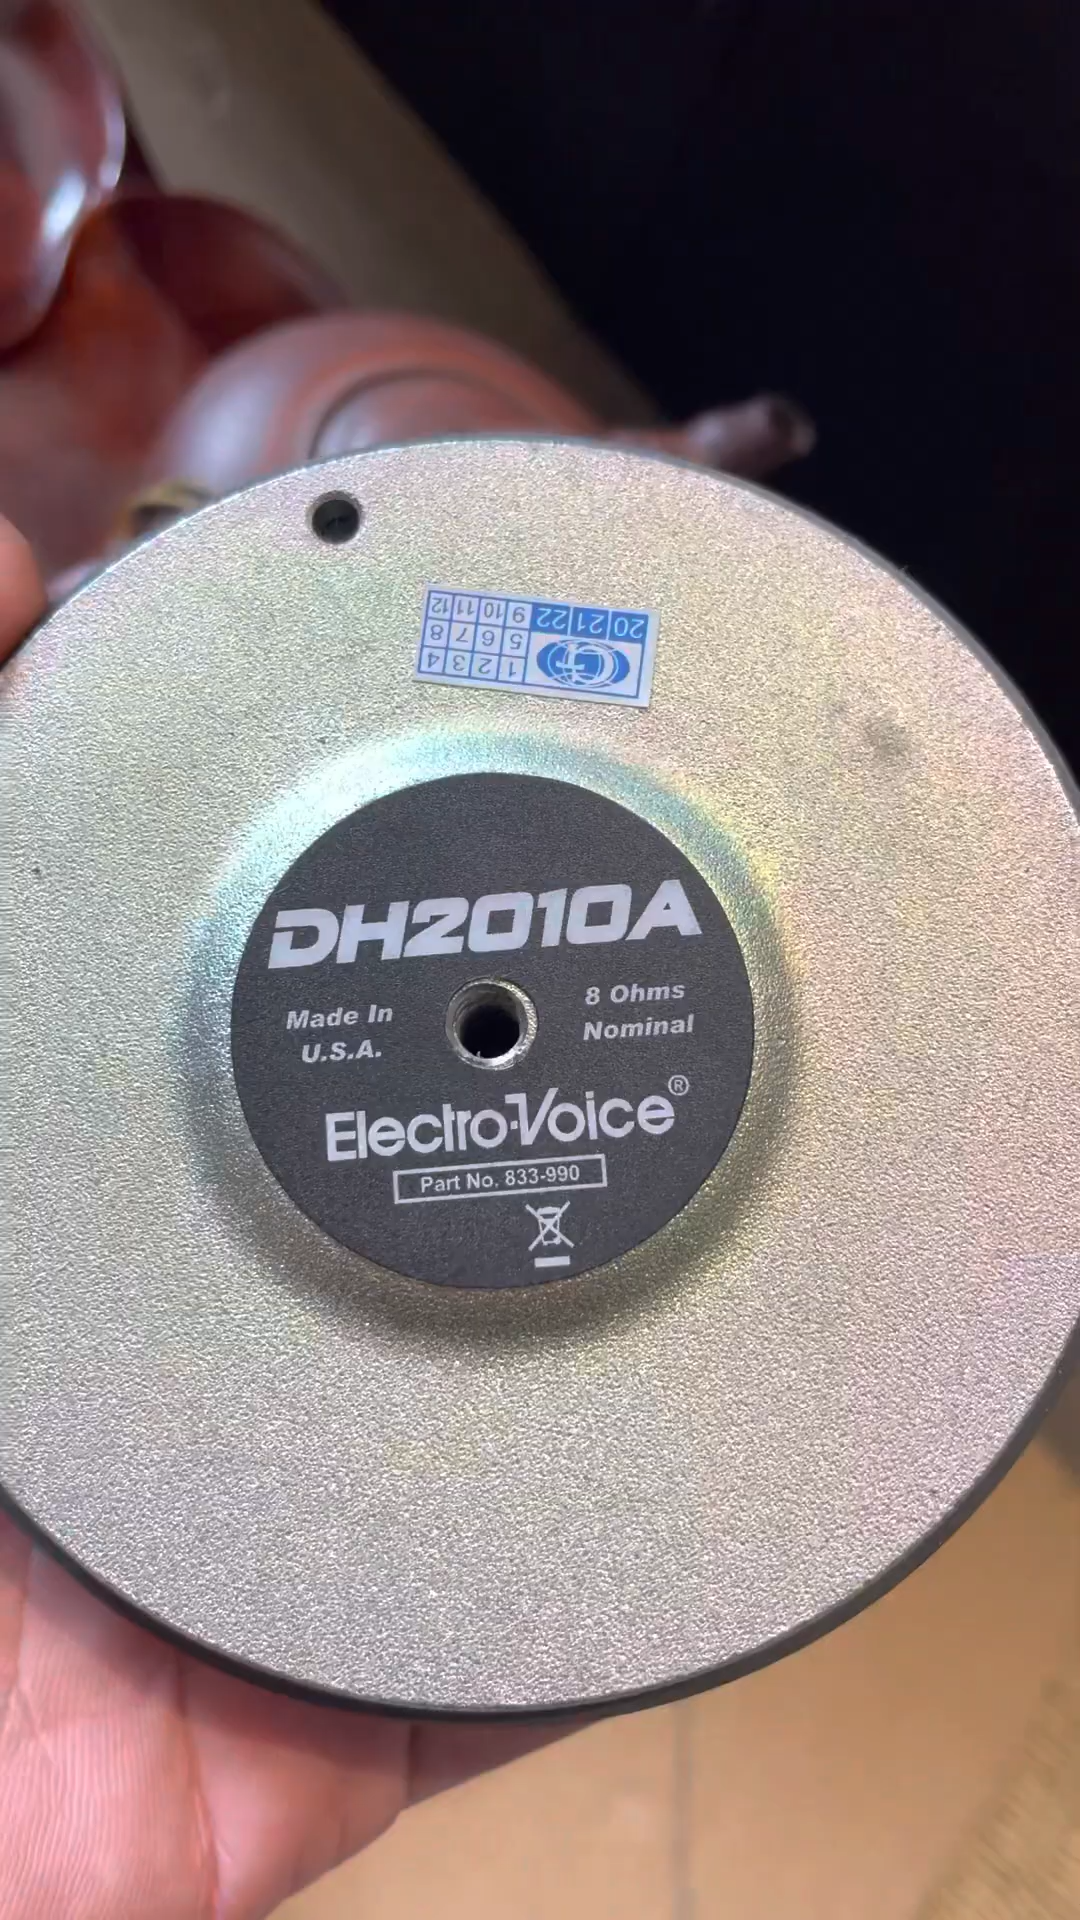 20 21 22 9 10 11 12
5 6 7 8
1 2 3 4
DH2010A
Made In
U.S.A.
8 Ohms
Nominal
Electro-Voice®
Part No. 833-990